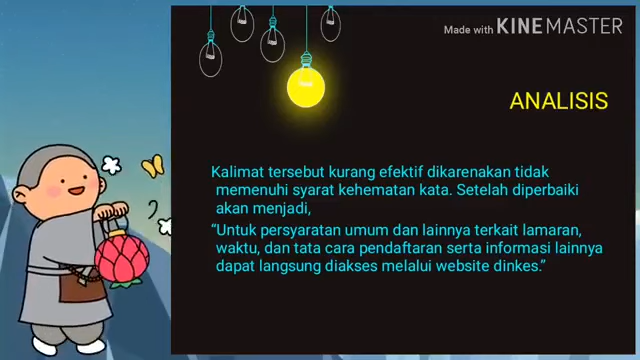 Made with KINEMASTER
ANALISIS
Kalimat tersebut kurang efektif dikarenakan tidak
memenuhi syarat kehematan kata. Setelah diperbaiki
akan menjadi,
“Untuk persyaratan umum dan lainnya terkait lamaran,
waktu, dan tata cara pendaftaran serta informasi lainnya
dapat langsung diakses melalui website dinkes.”